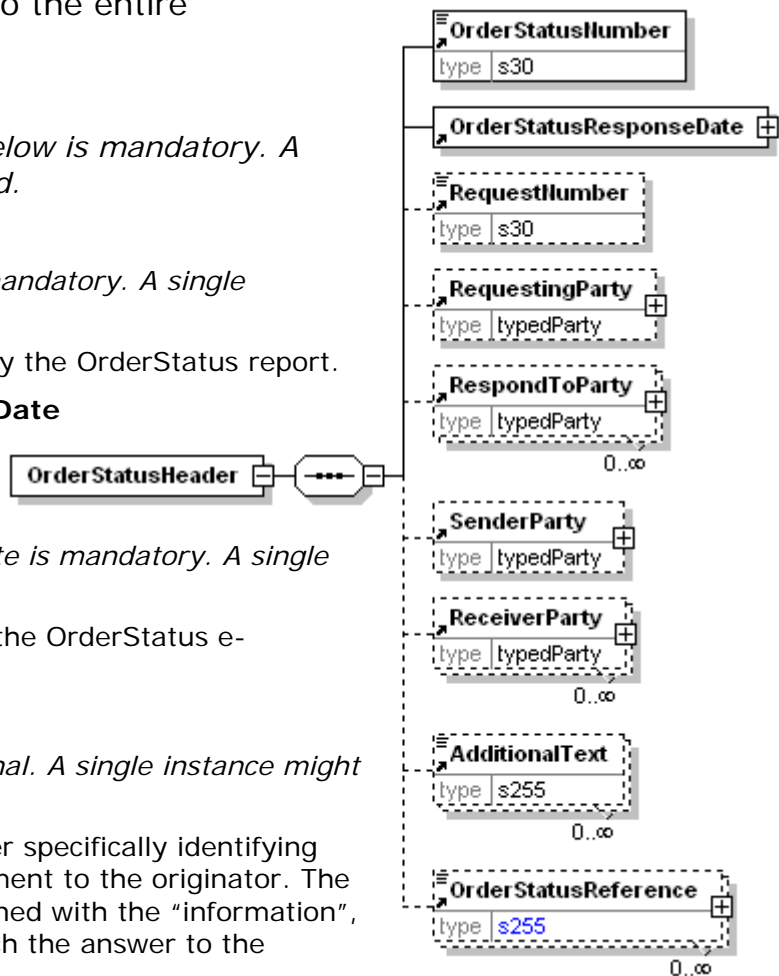 o the entire
elow is mandatory. A
d.
nandatory. A single
y the OrderStatus report.
Date
te is mandatory. A single
the OrderStatus e-
nal. A single instance might
er specifically identifying
ment to the originator. The
ned with the “information”,
ch the answer to the
OrderStatusHeader
OrderStatusNumber
type s30
OrderStatusResponseDate
RequestNumber
type s30
RequestingParty
type typedParty
RespondToParty
type typedParty
0..∞
SenderParty
type typedParty
ReceiverParty
type typedParty
0..∞
AdditionalText
type s255
0..∞
OrderStatusReference
type s255
0..∞